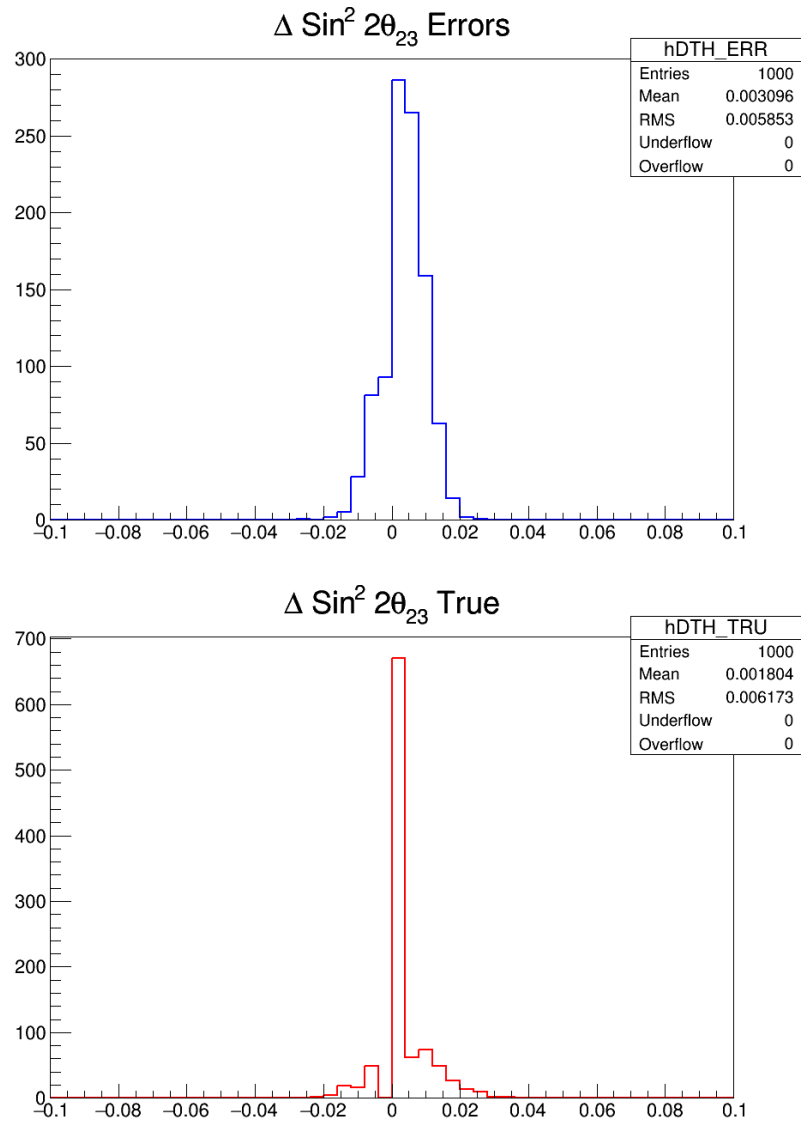 Δ Sin² 2θ₂₃ Errors
hDTH_ERR
Entries 1000
Mean 0.003096
RMS 0.005853
Underflow 0
Overflow 0
300
250
200
150
100
50
0
−0.1 −0.08 −0.06 −0.04 −0.02 0 0.02 0.04 0.06 0.08 0.1
Δ Sin² 2θ₂₃ True
hDTH_TRU
Entries 1000
Mean 0.001804
RMS 0.006173
Underflow 0
Overflow 0
700
600
500
400
300
200
100
0
−0.1 −0.08 −0.06 −0.04 −0.02 0 0.02 0.04 0.06 0.08 0.1